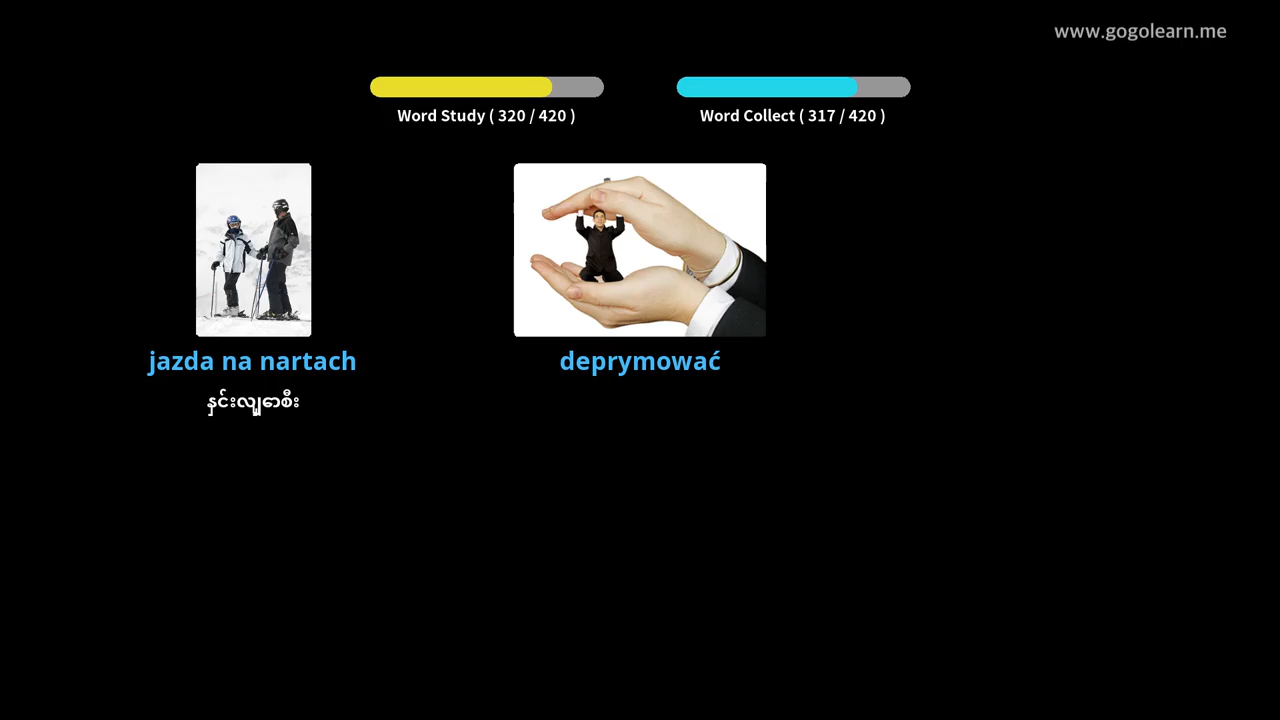 www.gogolearn.me
Word Study ( 320 / 420 )
Word Collect ( 317 / 420 )
jazda na nartach
deprymować
နှင်းလျှောစီး